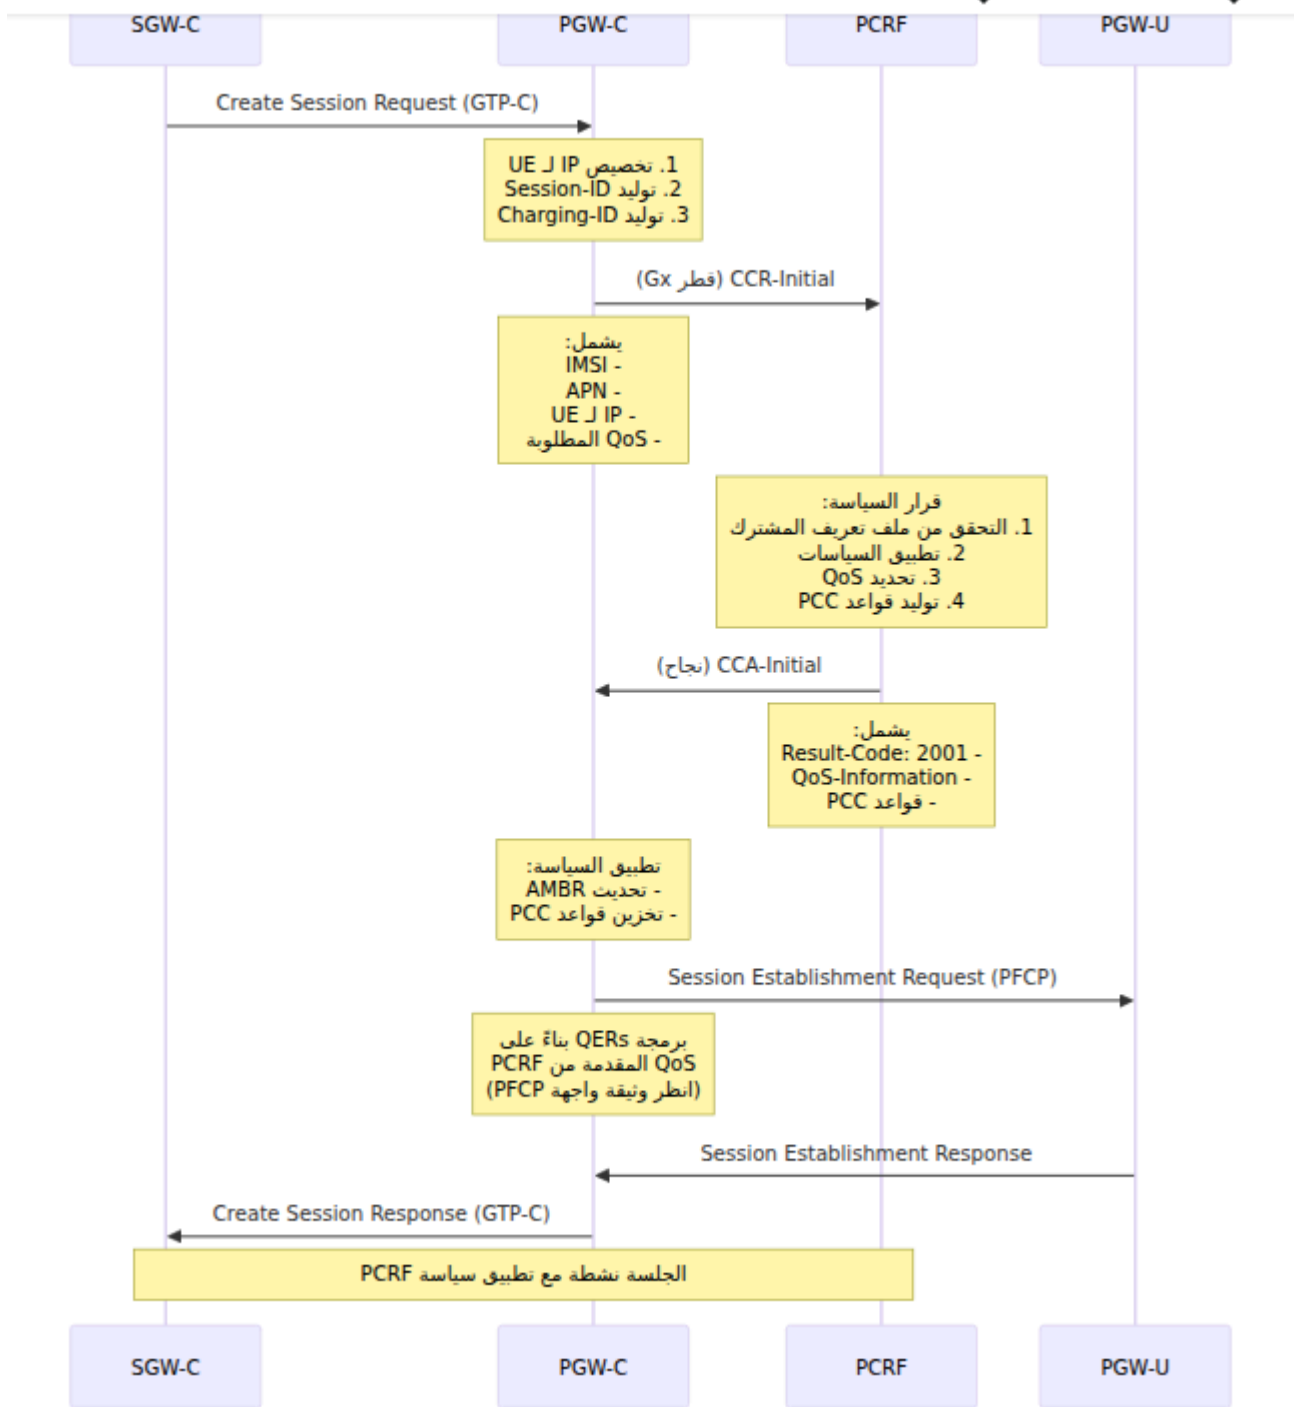 SGW-C
PGW-C
PCRF
PGW-U
Create Session Request (GTP-C)
1. تخصيص IP لـ UE
2. توليد Session-ID
3. توليد Charging-ID
CCR-Initial (قطر Gx)
يشمل:
- IMSI
- APN
- IP لـ UE
- QoS المطلوبة
قرار السياسة:
1. التحقق من ملف تعريف المشترك
2. تطبيق السياسات
3. تحديد QoS
4. توليد قواعد PCC
CCA-Initial (نجاح)
يشمل:
- Result-Code: 2001
- QoS-Information
- قواعد PCC
تطبيق السياسة:
- تحديث AMBR
- تخزين قواعد PCC
Session Establishment Request (PFCP)
برمجة QERs بناءً على
QoS المقدمة من PCRF
(انظر وثيقة واجهة PFCP)
Session Establishment Response
Create Session Response (GTP-C)
الجلسة نشطة مع تطبيق سياسة PCRF
SGW-C
PGW-C
PCRF
PGW-U